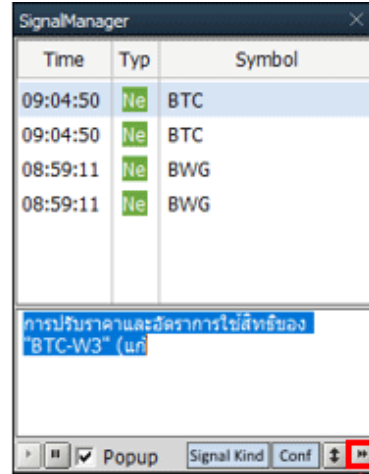 SignalManager
Time Typ Symbol
09:04:50 Ne BTC
09:04:50 Ne BTC
08:59:11 Ne BWG
08:59:11 Ne BWG
การปรับราคาและอัตราการใช้สิทธิของ
"BTC-W3" (แก้
Popup Signal Kind Conf